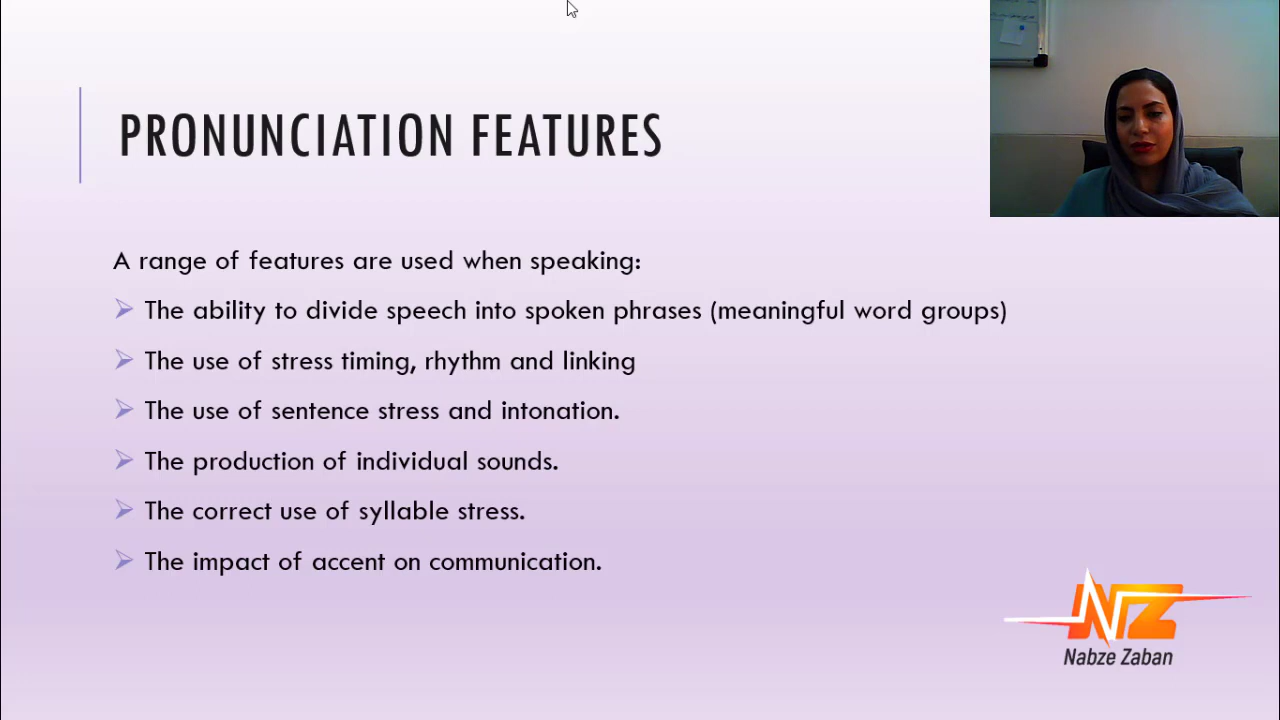 PRONUNCIATION FEATURES
A range of features are used when speaking:
The ability to divide speech into spoken phrases (meaningful word groups)
The use of stress timing, rhythm and linking
The use of sentence stress and intonation.
The production of individual sounds.
The correct use of syllable stress.
The impact of accent on communication.
NZ
Nabze Zaban